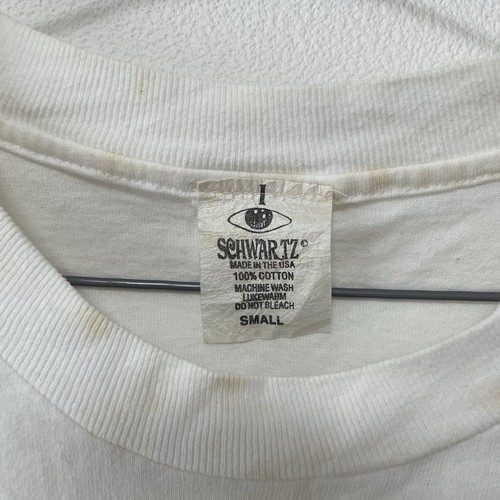 I
SCHWARTZ©
MADE IN THE USA
100% COTTON
MACHINE WASH
LUKEWARM
DO NOT BLEACH
SMALL